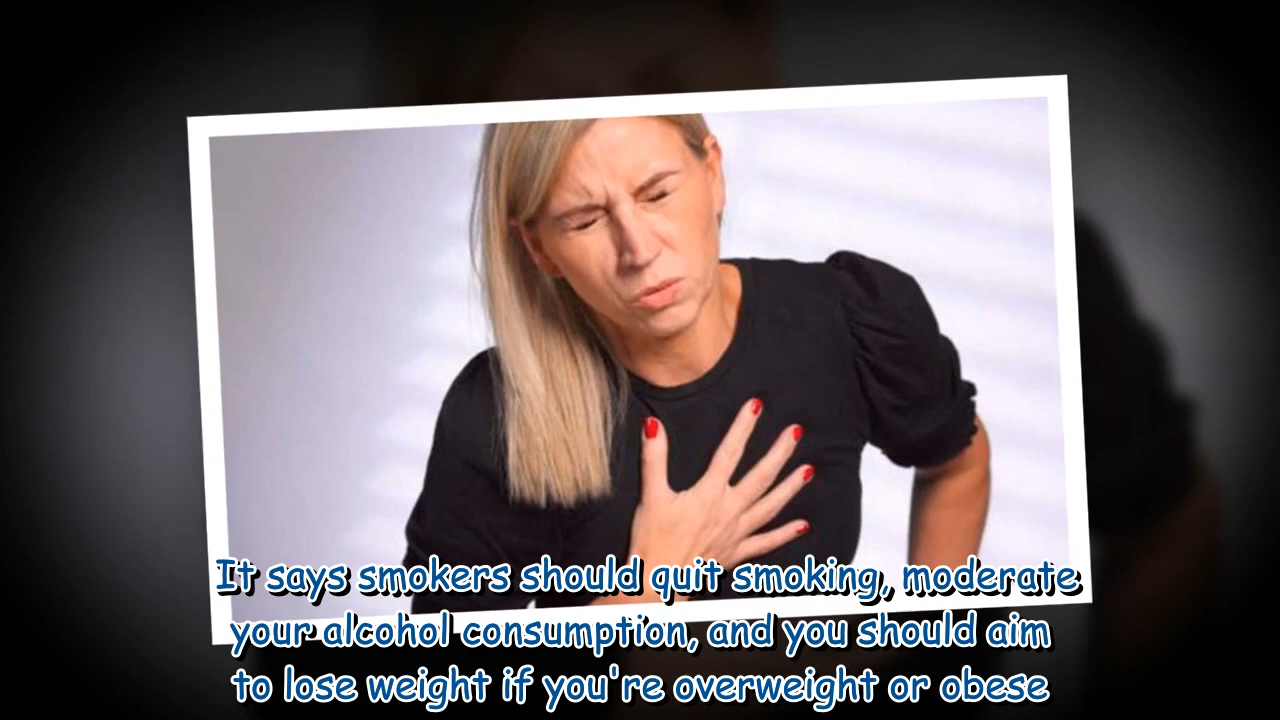 It says smokers should quit smoking, moderate
your alcohol consumption, and you should aim
to lose weight if you're overweight or obese